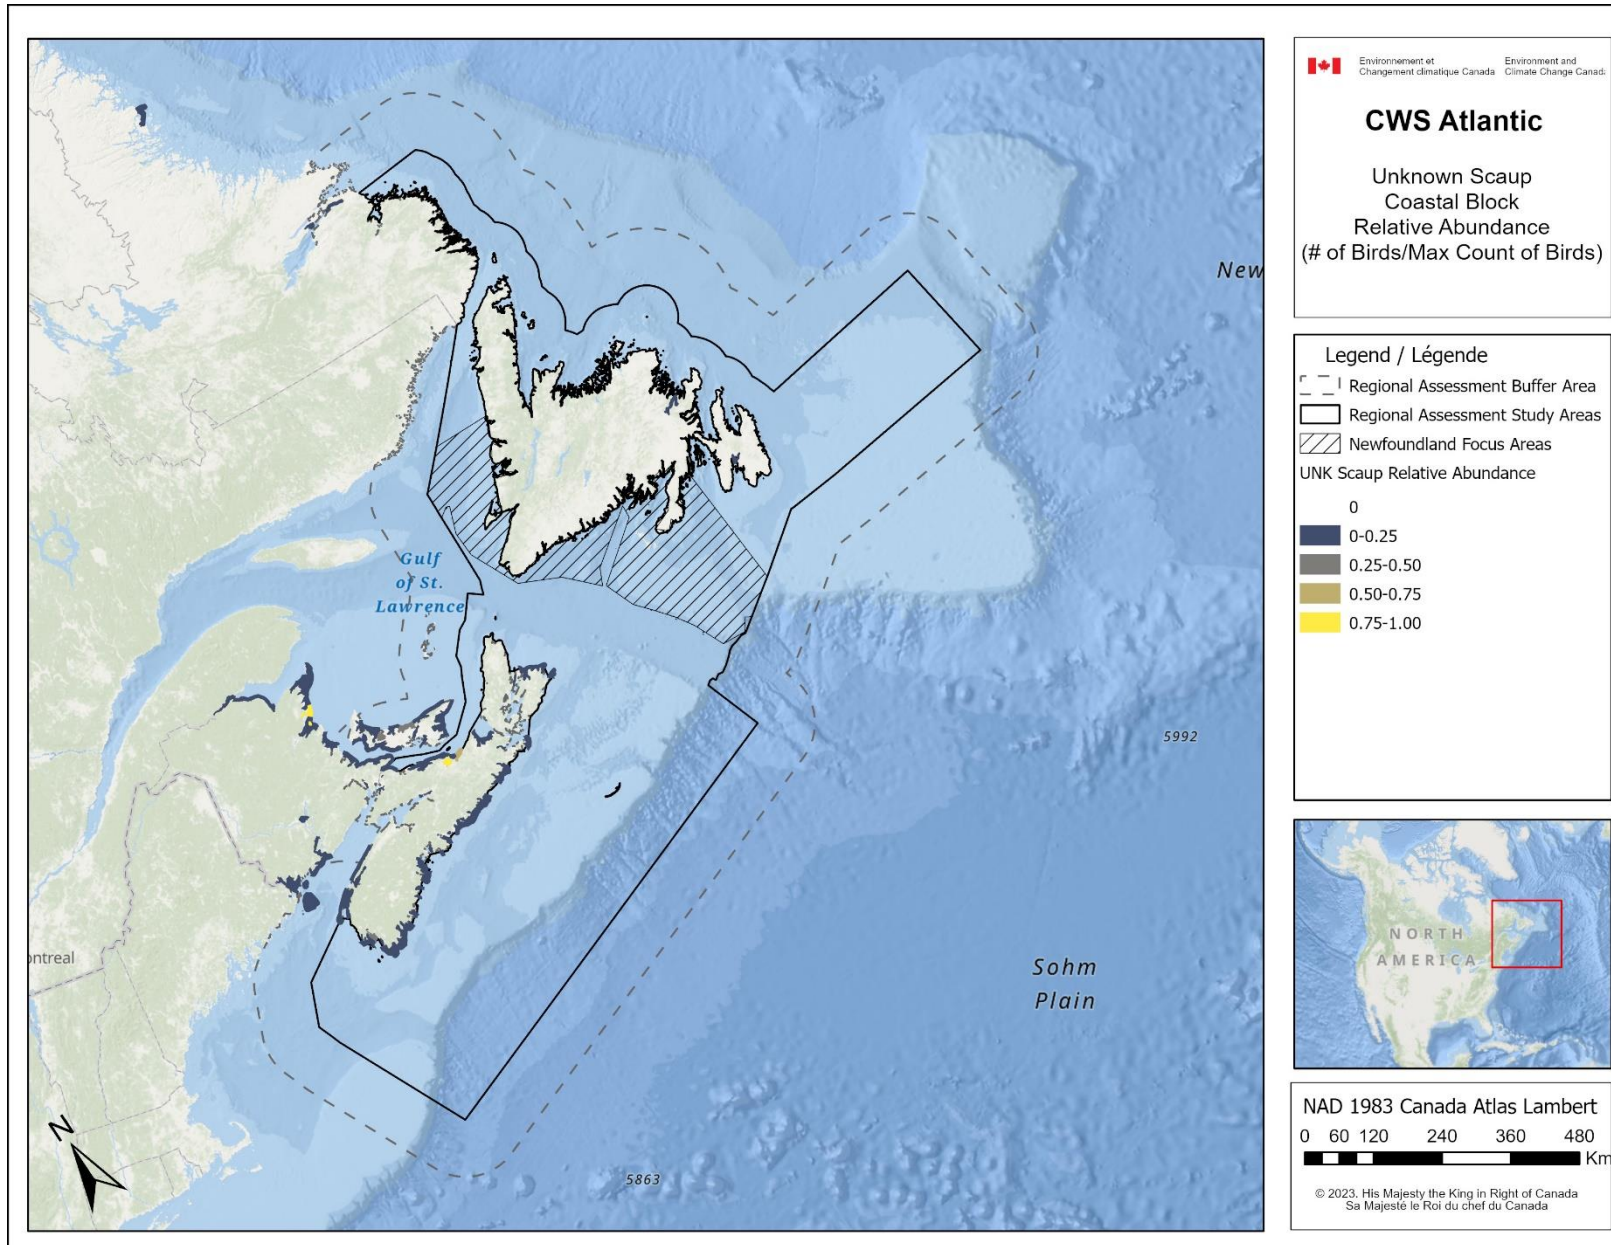 Environnement et
Changement climatique Canada
Environment and
Climate Change Canada
CWS Atlantic
Unknown Scaup
Coastal Block
Relative Abundance
(# of Birds/Max Count of Birds)
Legend / Légende
Regional Assessment Buffer Area
Regional Assessment Study Areas
Newfoundland Focus Areas
UNK Scaup Relative Abundance
0
0-0.25
0.25-0.50
0.50-0.75
0.75-1.00
New
Gulf
of St.
Lawrence
5992
ontreal
Sohm
Plain
5863
N
NORTH
AMERICA
NAD 1983 Canada Atlas Lambert
0 60 120 240 360 480
Km
© 2023. His Majesty the King in Right of Canada
Sa Majesté le Roi du chef du Canada